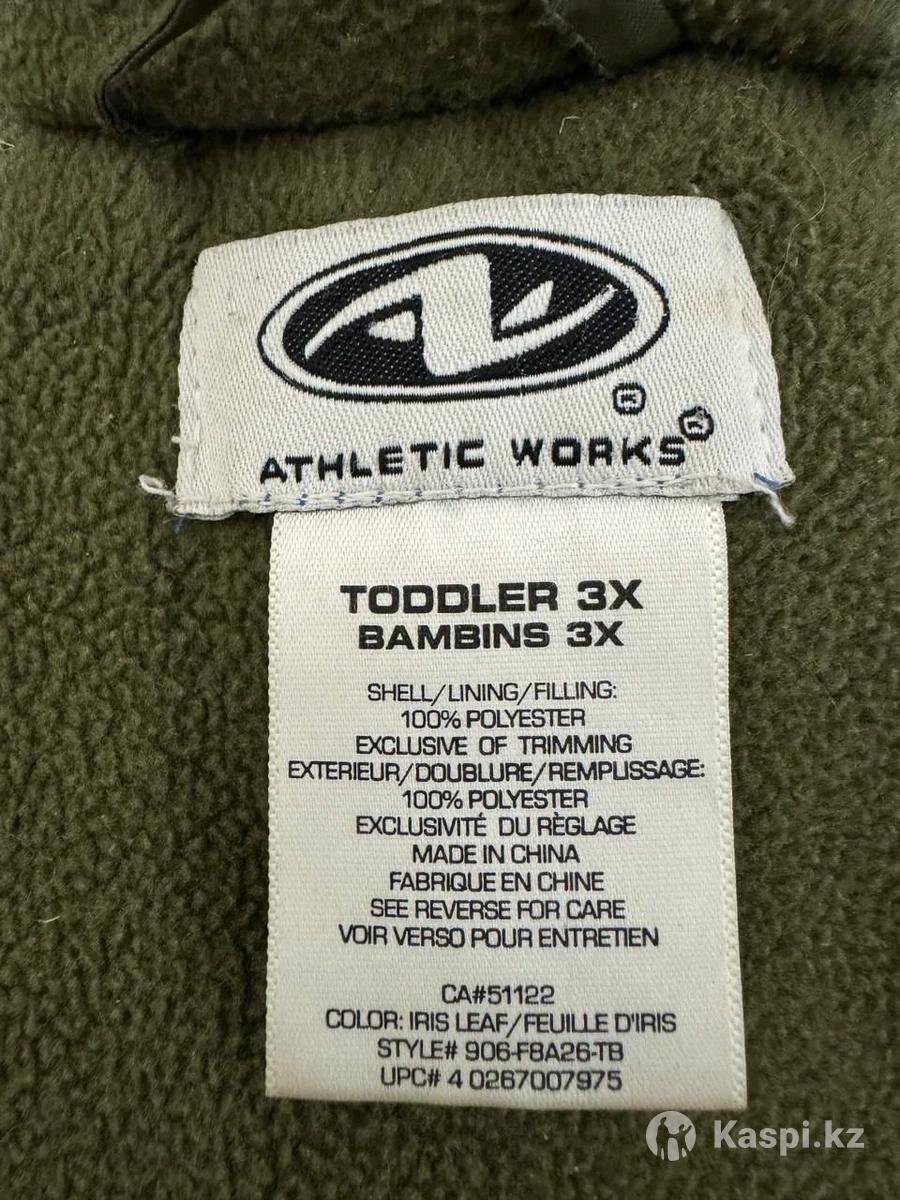 ®
ATHLETIC WORKS®
TODDLER 3X
BAMBINS 3X
SHELL/LINING/FILLING:
100% POLYESTER
EXCLUSIVE OF TRIMMING
EXTERIEUR/DOUBLURE/REMPLISSAGE:
100% POLYESTER
EXCLUSIVITÉ DU RÈGLAGE
MADE IN CHINA
FABRIQUE EN CHINE
SEE REVERSE FOR CARE
VOIR VERSO POUR ENTRETIEN
CA#51122
COLOR: IRIS LEAF/FEUILLE D'IRIS
STYLE# 906-F8A26-TB
UPC# 4 0267007975
Kaspi.kz